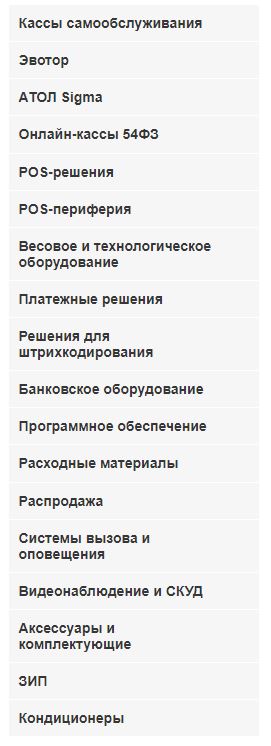 Кассы самообслуживания
Эвотор
АТОЛ Sigma
Онлайн-кассы 54ФЗ
POS-решения
POS-периферия
Весовое и технологическое
оборудование
Платежные решения
Решения для
штрихкодирования
Банковское оборудование
Программное обеспечение
Расходные материалы
Распродажа
Системы вызова и
оповещения
Видеонаблюдение и СКУД
Аксессуары и
комплектующие
ЗИП
Кондиционеры